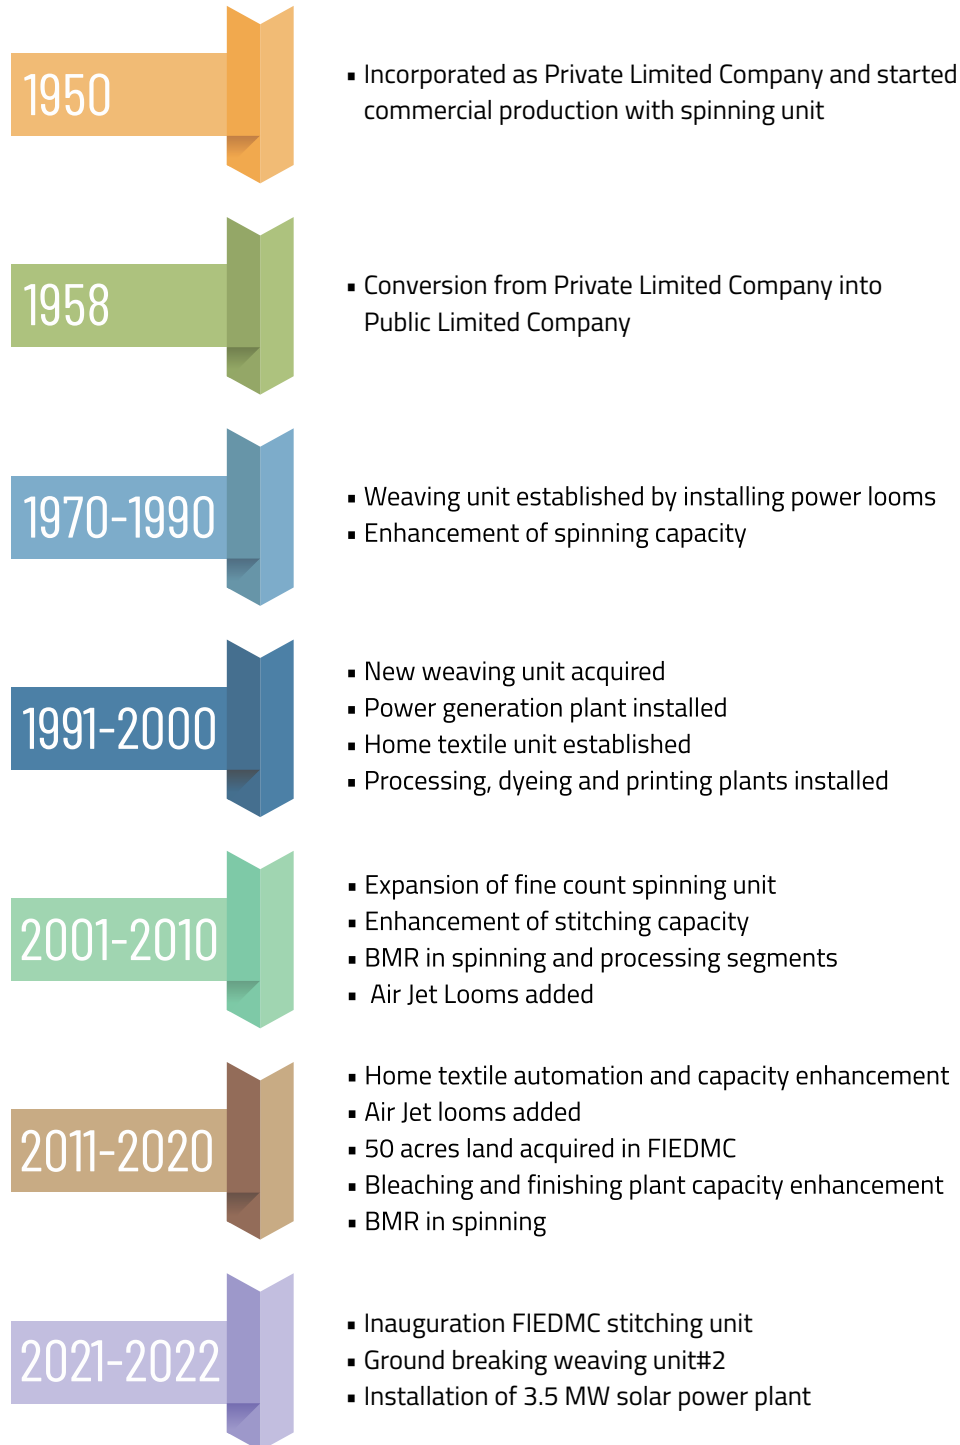 1950
▪ Incorporated as Private Limited Company and started
commercial production with spinning unit
1958
▪ Conversion from Private Limited Company into
Public Limited Company
1970-1990
▪ Weaving unit established by installing power looms
▪ Enhancement of spinning capacity
1991-2000
▪ New weaving unit acquired
▪ Power generation plant installed
▪ Home textile unit established
▪ Processing, dyeing and printing plants installed
2001-2010
▪ Expansion of fine count spinning unit
▪ Enhancement of stitching capacity
▪ BMR in spinning and processing segments
▪ Air Jet Looms added
2011-2020
▪ Home textile automation and capacity enhancement
▪ Air Jet looms added
▪ 50 acres land acquired in FIEDMC
▪ Bleaching and finishing plant capacity enhancement
▪ BMR in spinning
2021-2022
▪ Inauguration FIEDMC stitching unit
▪ Ground breaking weaving unit#2
▪ Installation of 3.5 MW solar power plant